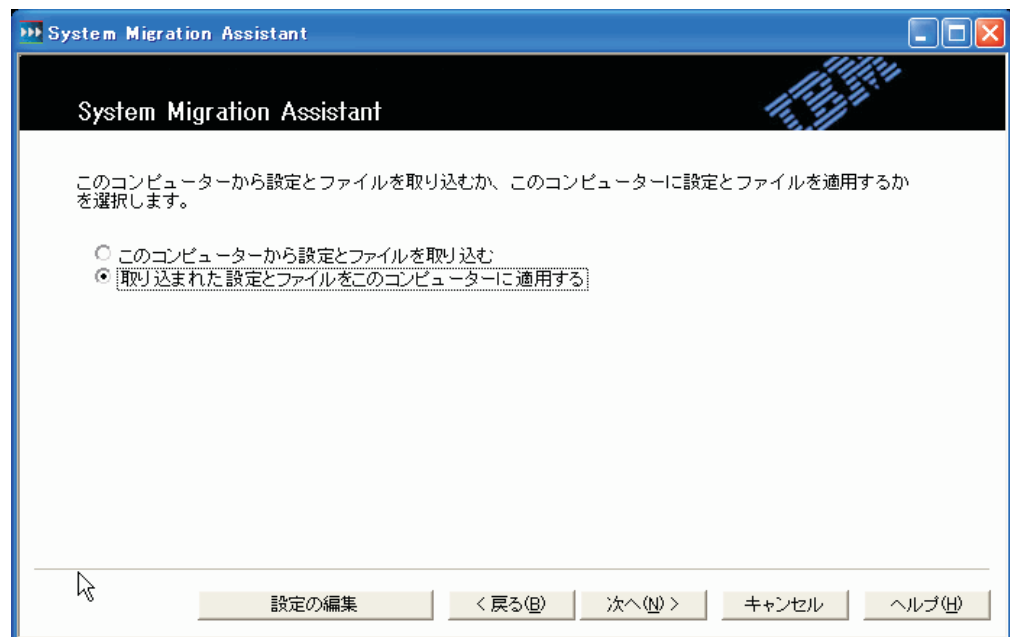 System Migration Assistant
IBM
System Migration Assistant
このコンピューターから設定とファイルを取り込むか、このコンピューターに設定とファイルを適用するか
を選択します。
このコンピューターから設定とファイルを取り込む
取り込まれた設定とファイルをこのコンピューターに適用する
設定の編集
< 戻る(B)
次へ(N) >
キャンセル
ヘルプ(H)